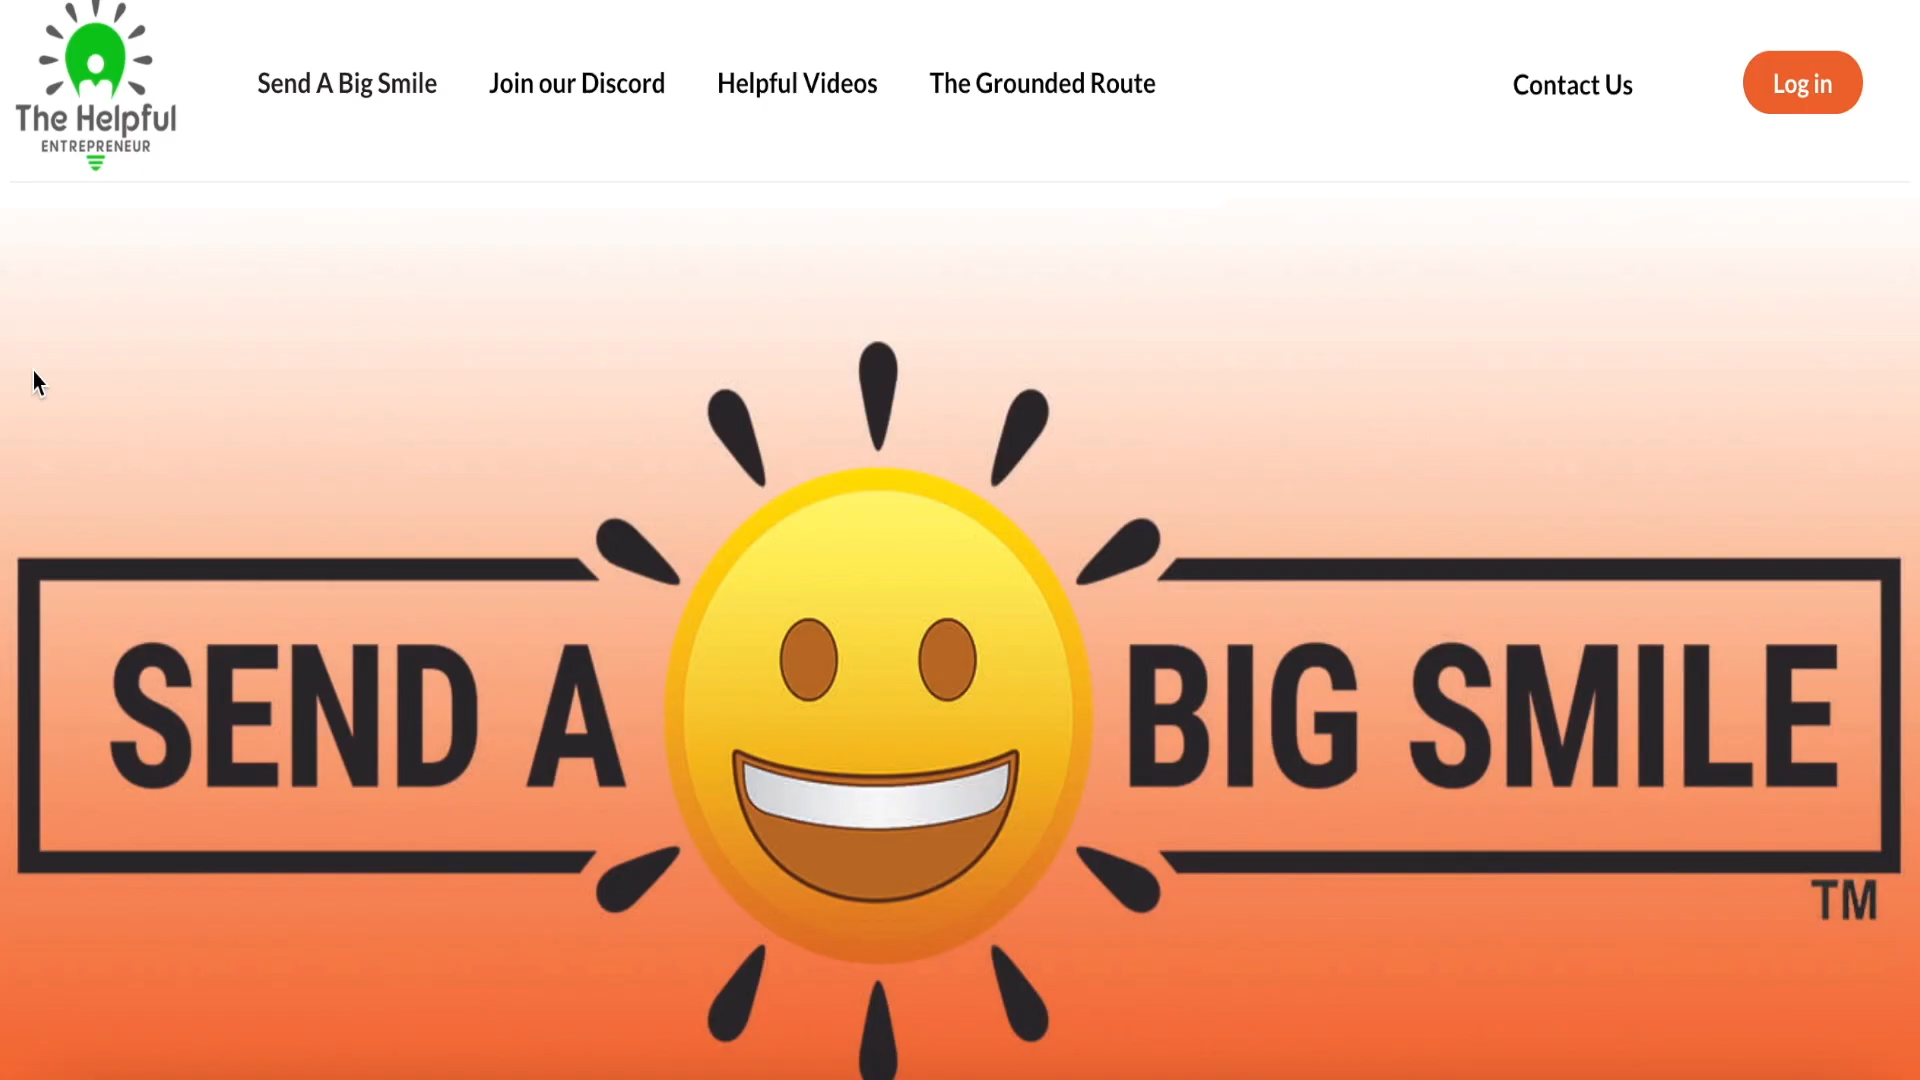 The Helpful
ENTREPRENEUR
Send A Big Smile
Join our Discord
Helpful Videos
The Grounded Route
Contact Us
Log in
SEND A BIG SMILE
TM